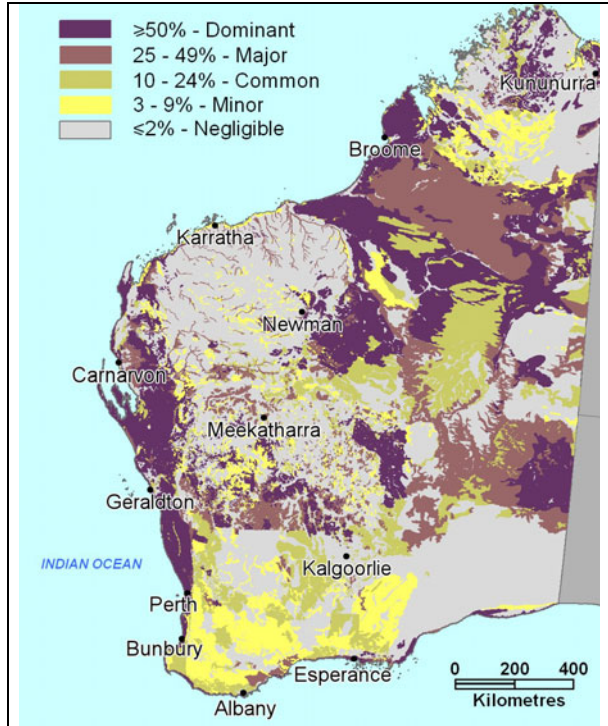 ≥50% - Dominant
25 - 49% - Major
10 - 24% - Common
3 - 9% - Minor
≤2% - Negligible
Kununurra
Broome
Karratha
Newman
Carnarvon
Meekatharra
Geraldton
INDIAN OCEAN
Kalgoorlie
Perth
Bunbury
Esperance
Albany
0 200 400
Kilometres